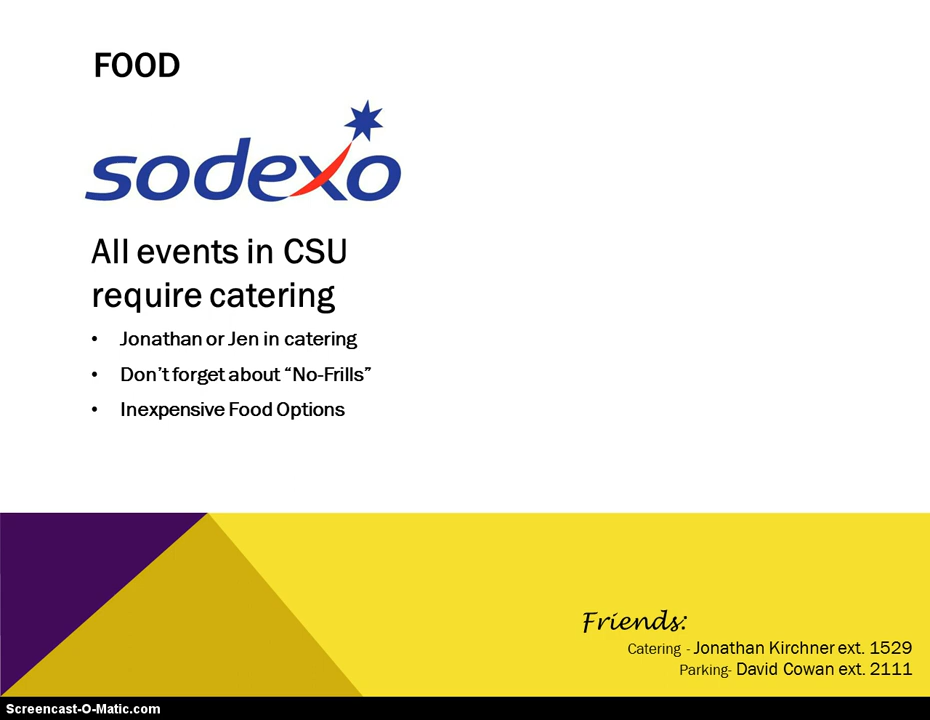 FOOD
sodexo
All events in CSU
require catering
• Jonathan or Jen in catering
• Don’t forget about “No-Frills”
• Inexpensive Food Options
Friends:
Catering - Jonathan Kirchner ext. 1529
Parking- David Cowan ext. 2111
Screencast-O-Matic.com